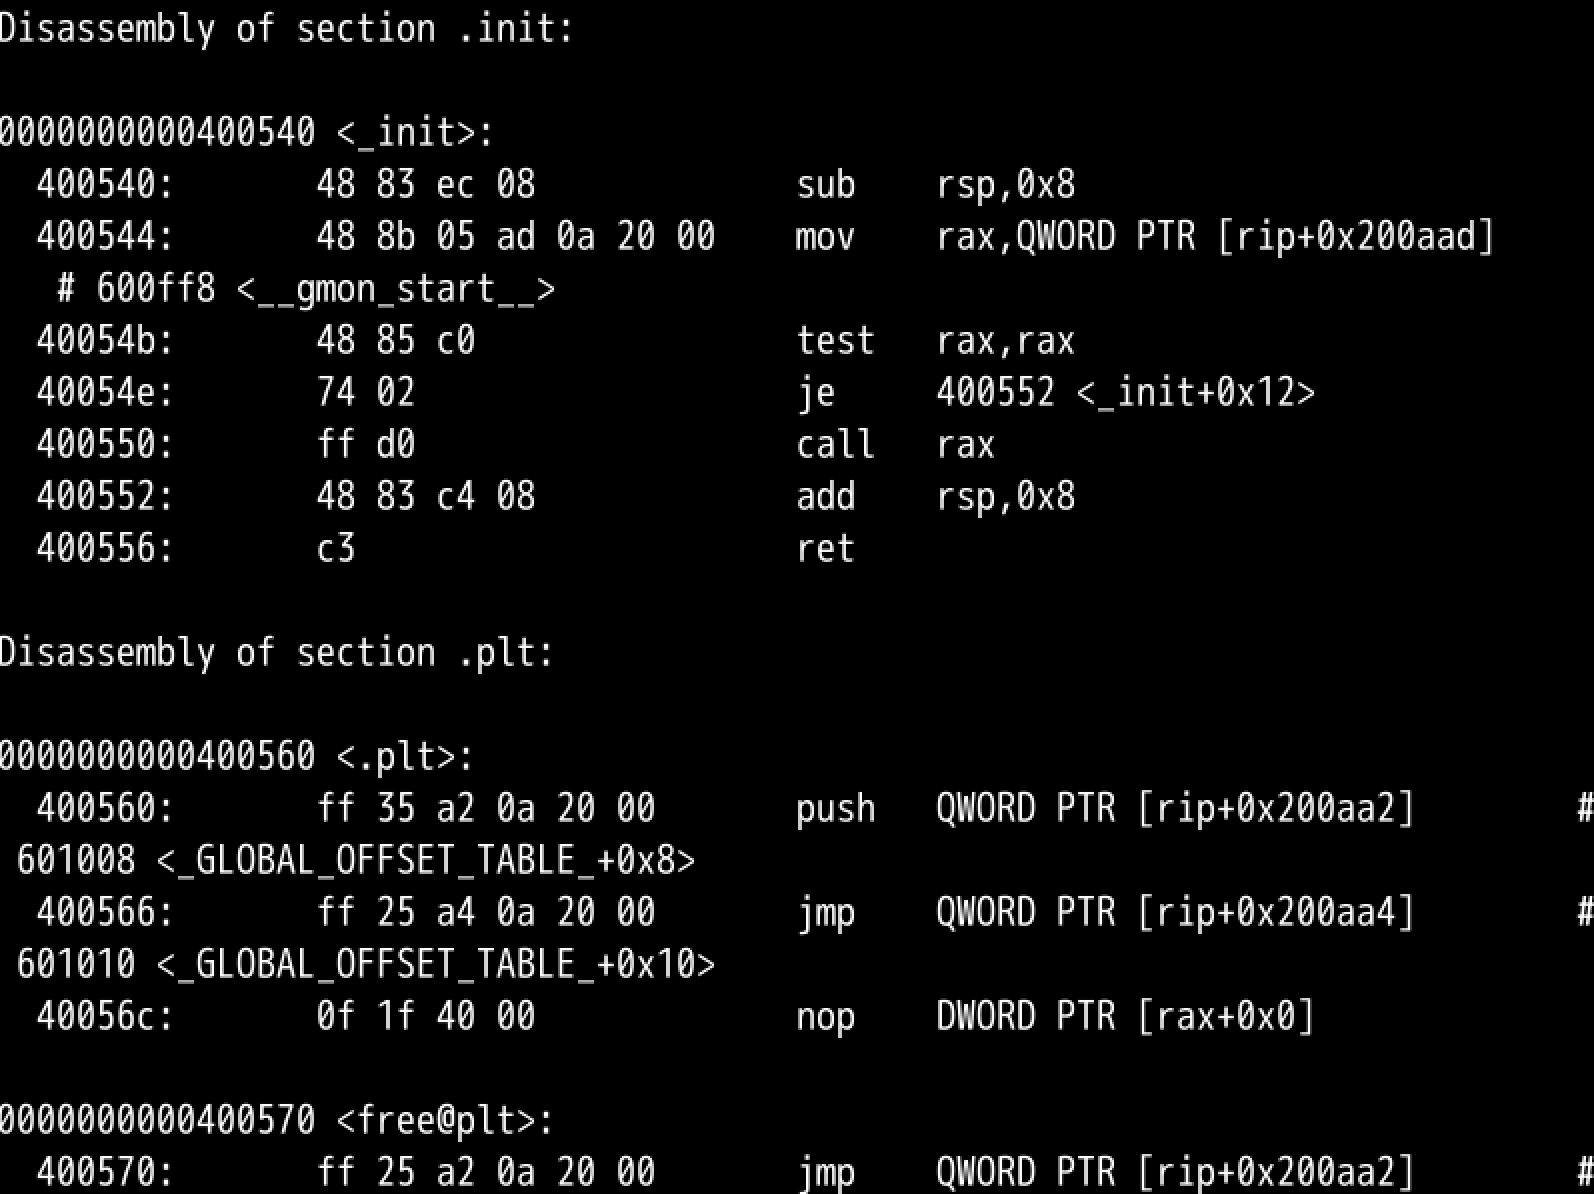 Disassembly of section .init:

0000000000400540 <_init>:
  400540:       48 83 ec 08             sub    rsp,0x8
  400544:       48 8b 05 ad 0a 20 00    mov    rax,QWORD PTR [rip+0x200aad]
   # 600ff8 <__gmon_start__>
  40054b:       48 85 c0                test   rax,rax
  40054e:       74 02                   je     400552 <_init+0x12>
  400550:       ff d0                   call   rax
  400552:       48 83 c4 08             add    rsp,0x8
  400556:       c3                      ret

Disassembly of section .plt:

0000000000400560 <.plt>:
  400560:       ff 35 a2 0a 20 00       push   QWORD PTR [rip+0x200aa2]        #
 601008 <_GLOBAL_OFFSET_TABLE_+0x8>
  400566:       ff 25 a4 0a 20 00       jmp    QWORD PTR [rip+0x200aa4]        #
 601010 <_GLOBAL_OFFSET_TABLE_+0x10>
  40056c:       0f 1f 40 00             nop    DWORD PTR [rax+0x0]

0000000000400570 <free@plt>:
  400570:       ff 25 a2 0a 20 00       jmp    QWORD PTR [rip+0x200aa2]        #